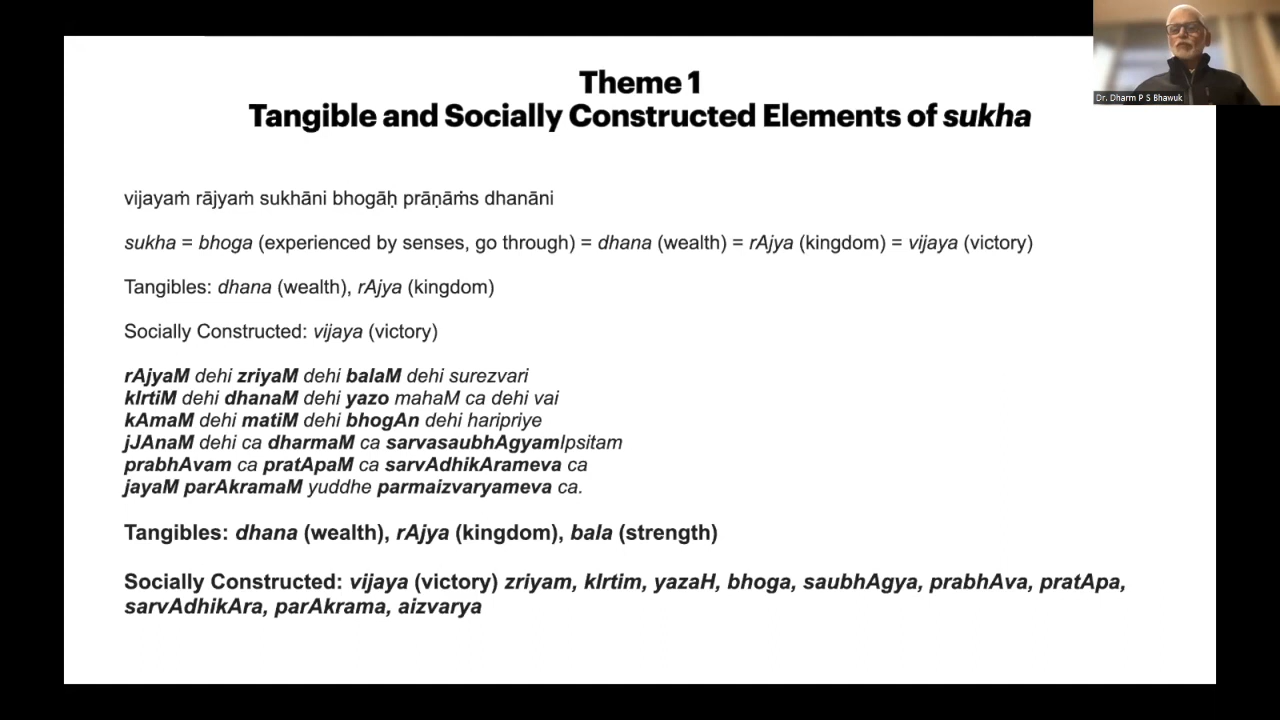 Theme 1
Tangible and Socially Constructed Elements of sukha
Dr. Dharm P S Bhawuk
vijayaṁ rājyaṁ sukhāni bhogāḥ prāṇāṁs dhanāni
sukha = bhoga (experienced by senses, go through) = dhana (wealth) = rAjya (kingdom) = vijaya (victory)
Tangibles: dhana (wealth), rAjya (kingdom)
Socially Constructed: vijaya (victory)
rAjyaM dehi zriyaM dehi balaM dehi surezvari
kIrtiM dehi dhanaM dehi yazo mahaM ca dehi vai
kAmaM dehi matiM dehi bhogAn dehi haripriye
jJAnaM dehi ca dharmaM ca sarvasaubhAgyamIpsitam
prabhAvam ca pratApaM ca sarvAdhikArameva ca
jayaM parAkramaM yuddhe parmaizvaryameva ca.
Tangibles: dhana (wealth), rAjya (kingdom), bala (strength)
Socially Constructed: vijaya (victory) zriyam, kIrtim, yazaH, bhoga, saubhAgya, prabhAva, pratApa,
sarvAdhikAra, parAkrama, aizvarya